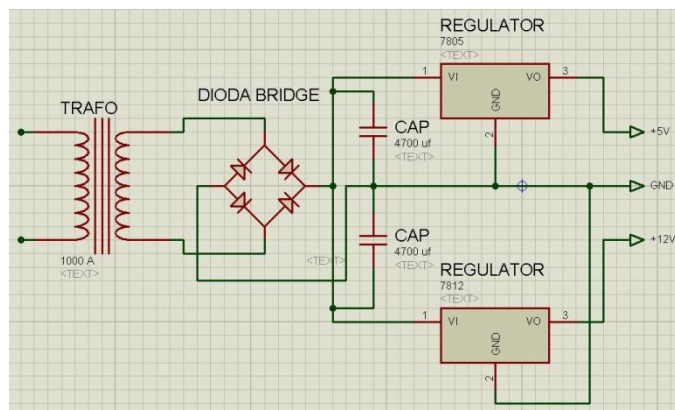 REGULATOR
7805
<TEXT>
1
VI
VO
3
GND
2
TRAFO
1000 A
<TEXT>
DIODA BRIDGE
<TEXT>
CAP
4700 uf
<TEXT>
+5V
GND
+12V
CAP
4700 uf
<TEXT>
REGULATOR
7812
<TEXT>
1
VI
VO
3
GND
2